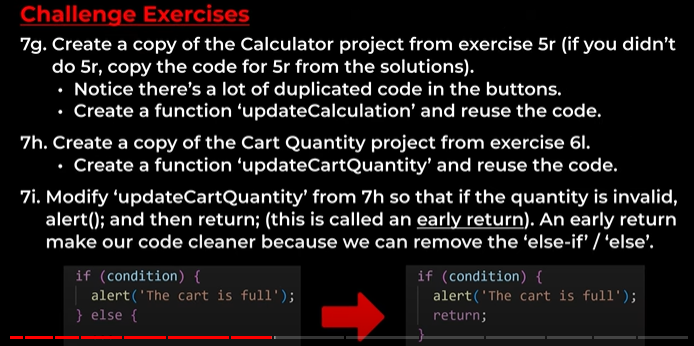 Challenge Exercises
7g. Create a copy of the Calculator project from exercise 5r (if you didn't
do 5r, copy the code for 5r from the solutions).
• Notice there's a lot of duplicated code in the buttons.
• Create a function 'updateCalculation' and reuse the code.
7h. Create a copy of the Cart Quantity project from exercise 6l.
• Create a function 'updateCartQuantity' and reuse the code.
7i. Modify 'updateCartQuantity' from 7h so that if the quantity is invalid,
alert(); and then return; (this is called an early return). An early return
make our code cleaner because we can remove the 'else-if' / 'else'.
if (condition) {
alert('The cart is full');
} else {
if (condition) {
alert('The cart is full');
return;
}